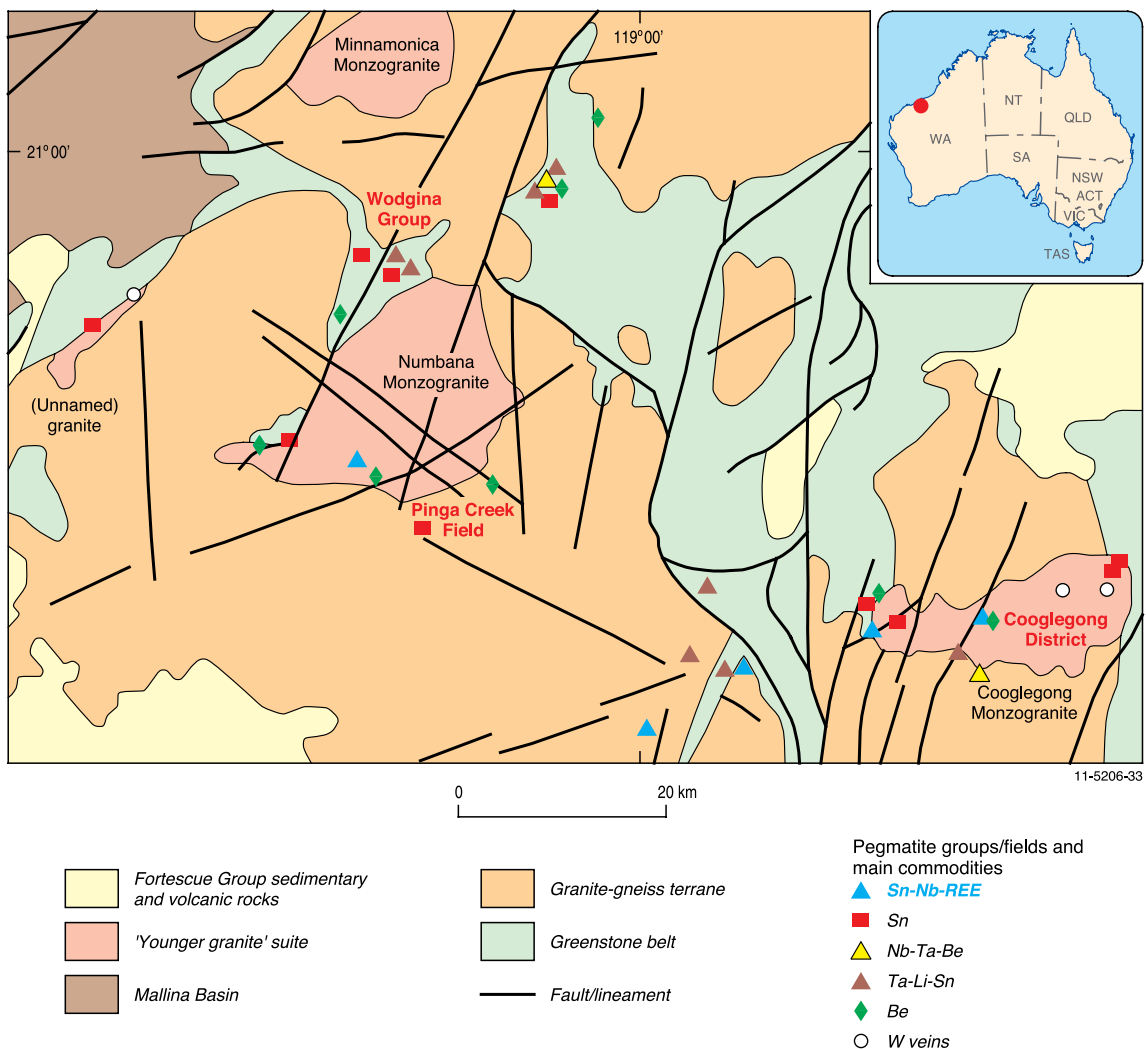 Minnamonica
Monzogranite
119°00'
21°00'
NT
QLD
WA
SA
NSW
ACT
VIC
TAS
Wodgina
Group
Numbana
Monzogranite
(Unnamed)
granite
Pinga Creek
Field
Cooglegong
District
Cooglegong
Monzogranite
11-5206-33
0
20 km
Fortescue Group sedimentary
and volcanic rocks
'Younger granite' suite
Mallina Basin
Granite-gneiss terrane
Greenstone belt
Fault/lineament
Pegmatite groups/fields and
main commodities
Sn-Nb-REE
Sn
Nb-Ta-Be
Ta-Li-Sn
Be
W veins